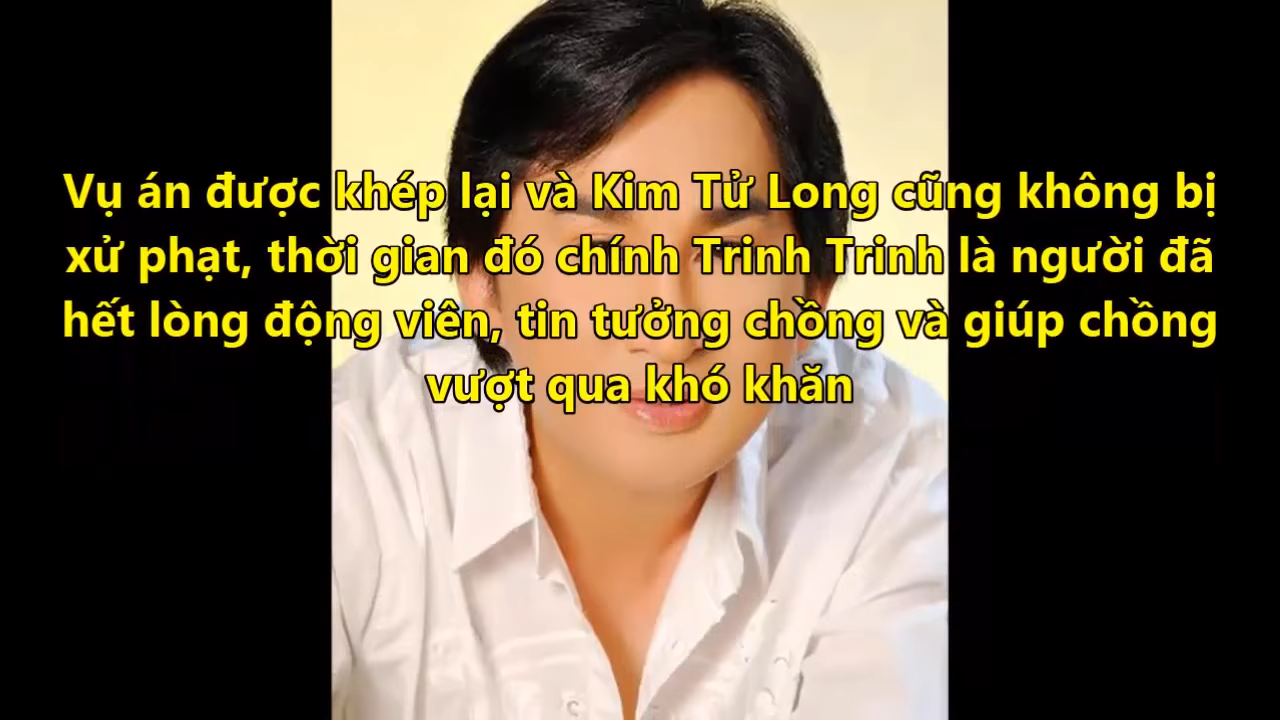 Vụ án được khép lại và Kim Tử Long cũng không bị
xử phạt, thời gian đó chính Trinh Trinh là người đã
hết lòng động viên, tin tưởng chồng và giúp chồng
vượt qua khó khăn